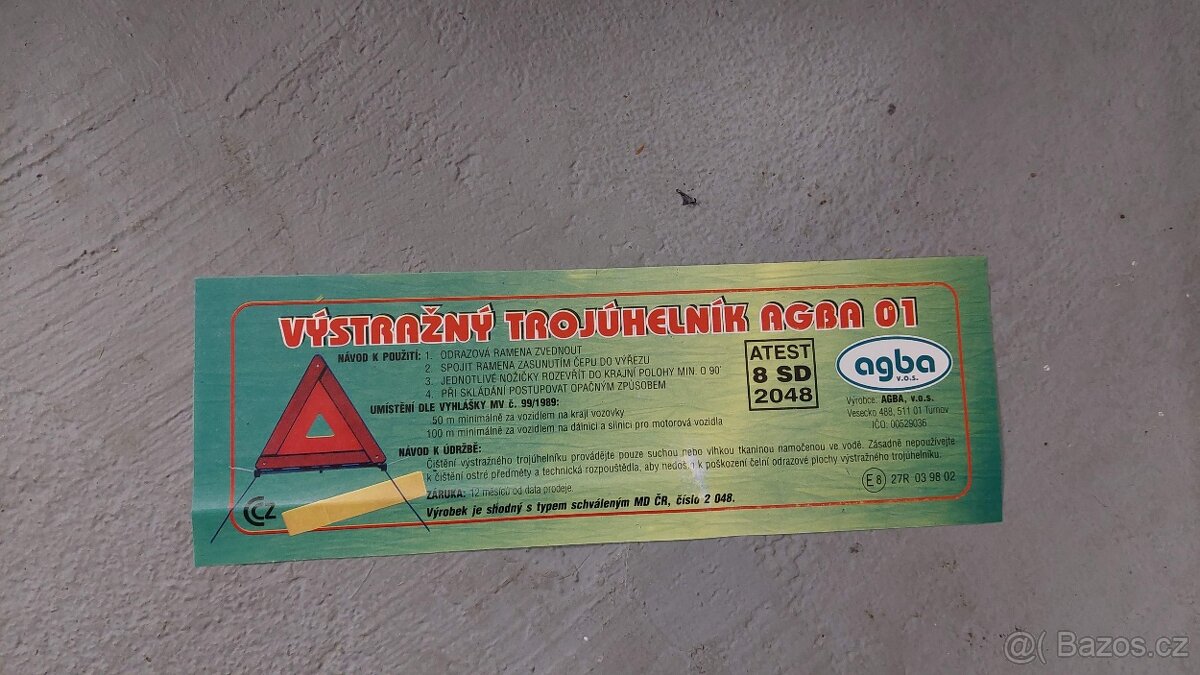 VÝSTRAŽNÝ TROJÚHELNÍK AGBA 01
NÁVOD K POUŽITÍ: 1. ODRAZOVÁ RAMENA ZVEDNOUT
2. SPOJIT RAMENA ZASUNUTÍM ČEPU DO VÝŘEZU
3. JEDNOTLIVÉ NOŽIČKY ROZEVŘÍT DO KRAJNÍ POLOHY MIN. O 90°
4. PŘI SKLÁDÁNÍ POSTUPOVAT OPAČNÝM ZPŮSOBEM
UMÍSTĚNÍ DLE VYHLÁŠKY MV č. 99/1989:
50 m minimálně za vozidlem na kraji vozovky
100 m minimálně za vozidlem na dálnici a silnici pro motorová vozidla
ATEST
8 SD
2048
agba
v.o.s.
Výrobce: AGBA, v.o.s.
Vesecko 488, 511 01 Turnov
IČO: 00529036
NÁVOD K ÚDRŽBĚ:
Čištění výstražného trojúhelníku provádějte pouze suchou nebo vlhkou tkaninou namočenou ve vodě. Zásadně nepoužívejte
k čištění ostré předměty a technická rozpouštědla, aby nedošlo k poškození čelní odrazové plochy výstražného trojúhelníku.
ZÁRUKA: 12 měsíců od data prodeje.
Výrobek je shodný s typem schváleným MD ČR, číslo 2 048.
E8 27R 03 98 02
CCZ
@( Bazos.cz